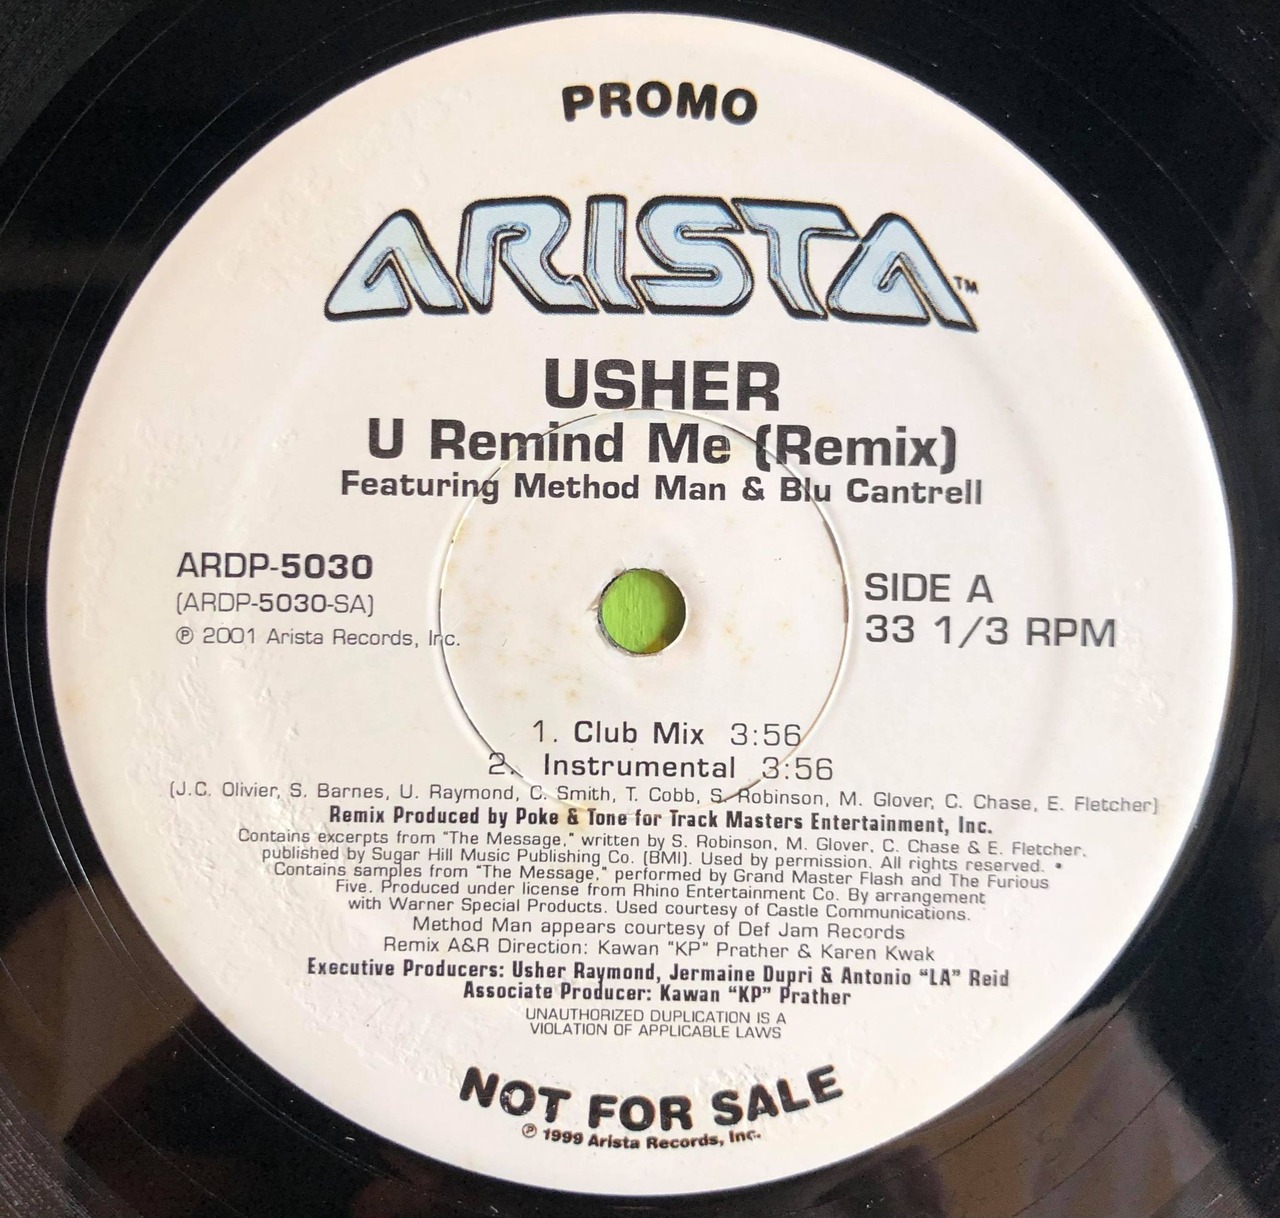 PROMO
ARISTA™
USHER
U Remind Me (Remix)
Featuring Method Man & Blu Cantrell
ARDP-5030
(ARDP-5030-SA)
℗ 2001 Arista Records, Inc.
SIDE A
33 1/3 RPM
1. Club Mix 3:56
2. Instrumental 3:56
(J.C. Olivier, S. Barnes, U. Raymond, C. Smith, T. Cobb, S. Robinson, M. Glover, C. Chase, E. Fletcher)
Remix Produced by Poke & Tone for Track Masters Entertainment, Inc.
Contains excerpts from "The Message," written by S. Robinson, M. Glover, C. Chase & E. Fletcher,
published by Sugar Hill Music Publishing Co. (BMI). Used by permission. All rights reserved. •
Contains samples from "The Message," performed by Grand Master Flash and The Furious
Five. Produced under license from Rhino Entertainment Co. By arrangement
with Warner Special Products. Used courtesy of Castle Communications.
Method Man appears courtesy of Def Jam Records
Remix A&R Direction: Kawan "KP" Prather & Karen Kwak
Executive Producers: Usher Raymond, Jermaine Dupri & Antonio “LA” Reid
Associate Producer: Kawan “KP” Prather
UNAUTHORIZED DUPLICATION IS A
VIOLATION OF APPLICABLE LAWS
NOT FOR SALE
℗ 1999 Arista Records, Inc.